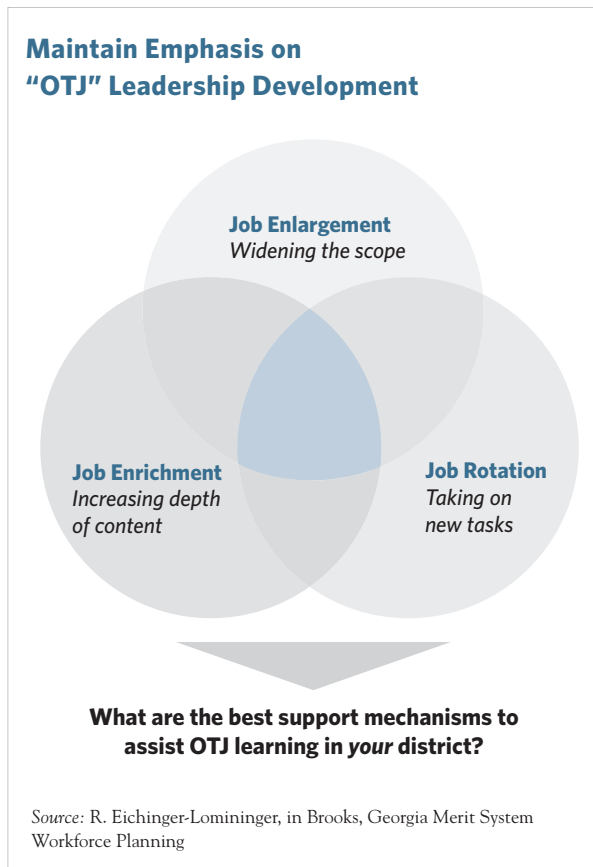 Maintain Emphasis on
“OTJ” Leadership Development
Job Enlargement
Widening the scope
Job Enrichment
Increasing depth
of content
Job Rotation
Taking on
new tasks
What are the best support mechanisms to
assist OTJ learning in your district?
Source: R. Eichinger-Lomininger, in Brooks, Georgia Merit System
Workforce Planning